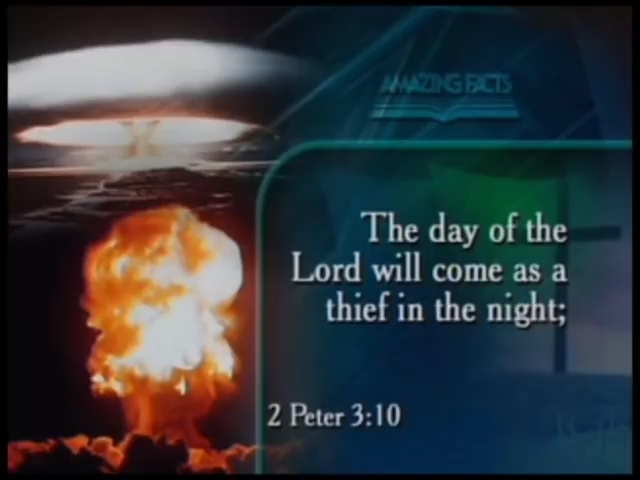 AMAZING FACTS
The day of the
Lord will come as a
thief in the night;
2 Peter 3:10